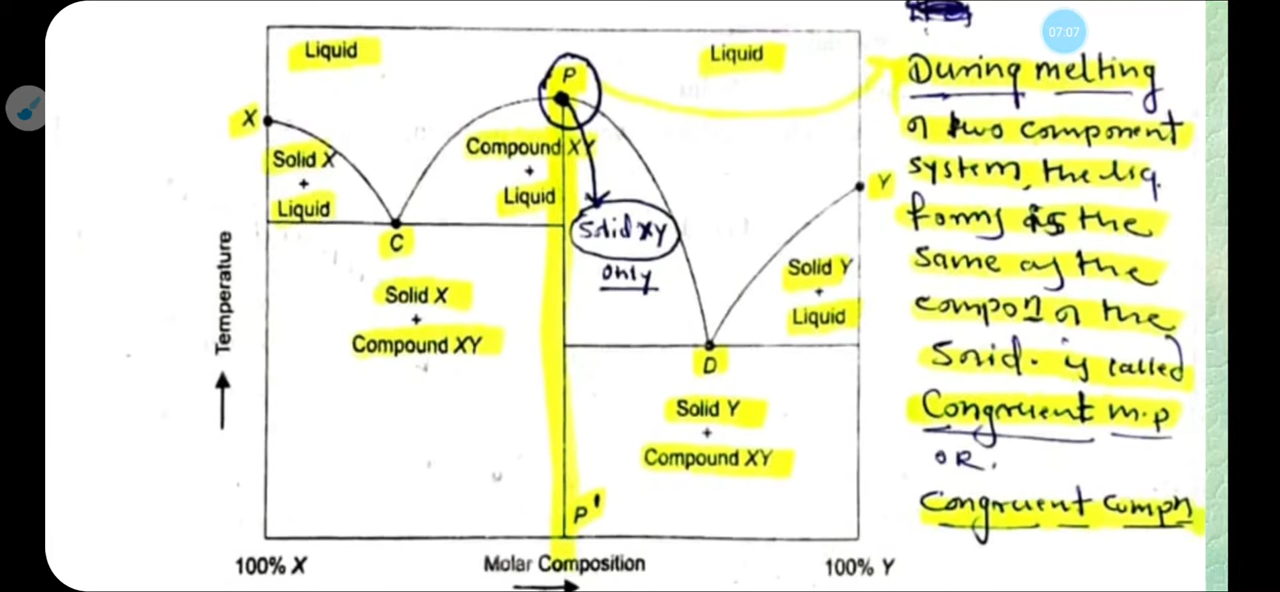 07:07
Liquid
Liquid
P
X
Solid X
+
Liquid
Compound XY
+
Liquid
Y
C
Solid XY
only
Solid Y
+
Liquid
Solid X
+
Compound XY
D
Solid Y
+
Compound XY
P'
Temperature
100% X
Molar Composition
100% Y
During melting
of two component
system, the liq.
forms is the
same as the
of the
Solid. is called
Congruent m.p
OR.
Congruent